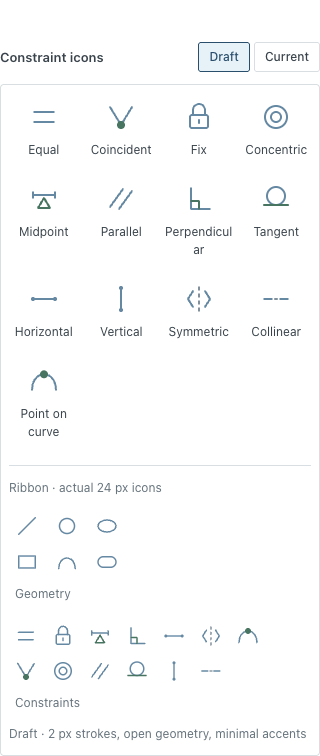 Constraint icons
Draft
Current
Equal
Coincident
Fix
Concentric
Midpoint
Parallel
Perpendicul
ar
Tangent
Horizontal
Vertical
Symmetric
Collinear
Point on
curve
Ribbon · actual 24 px icons
Geometry
Constraints
Draft · 2 px strokes, open geometry, minimal accents